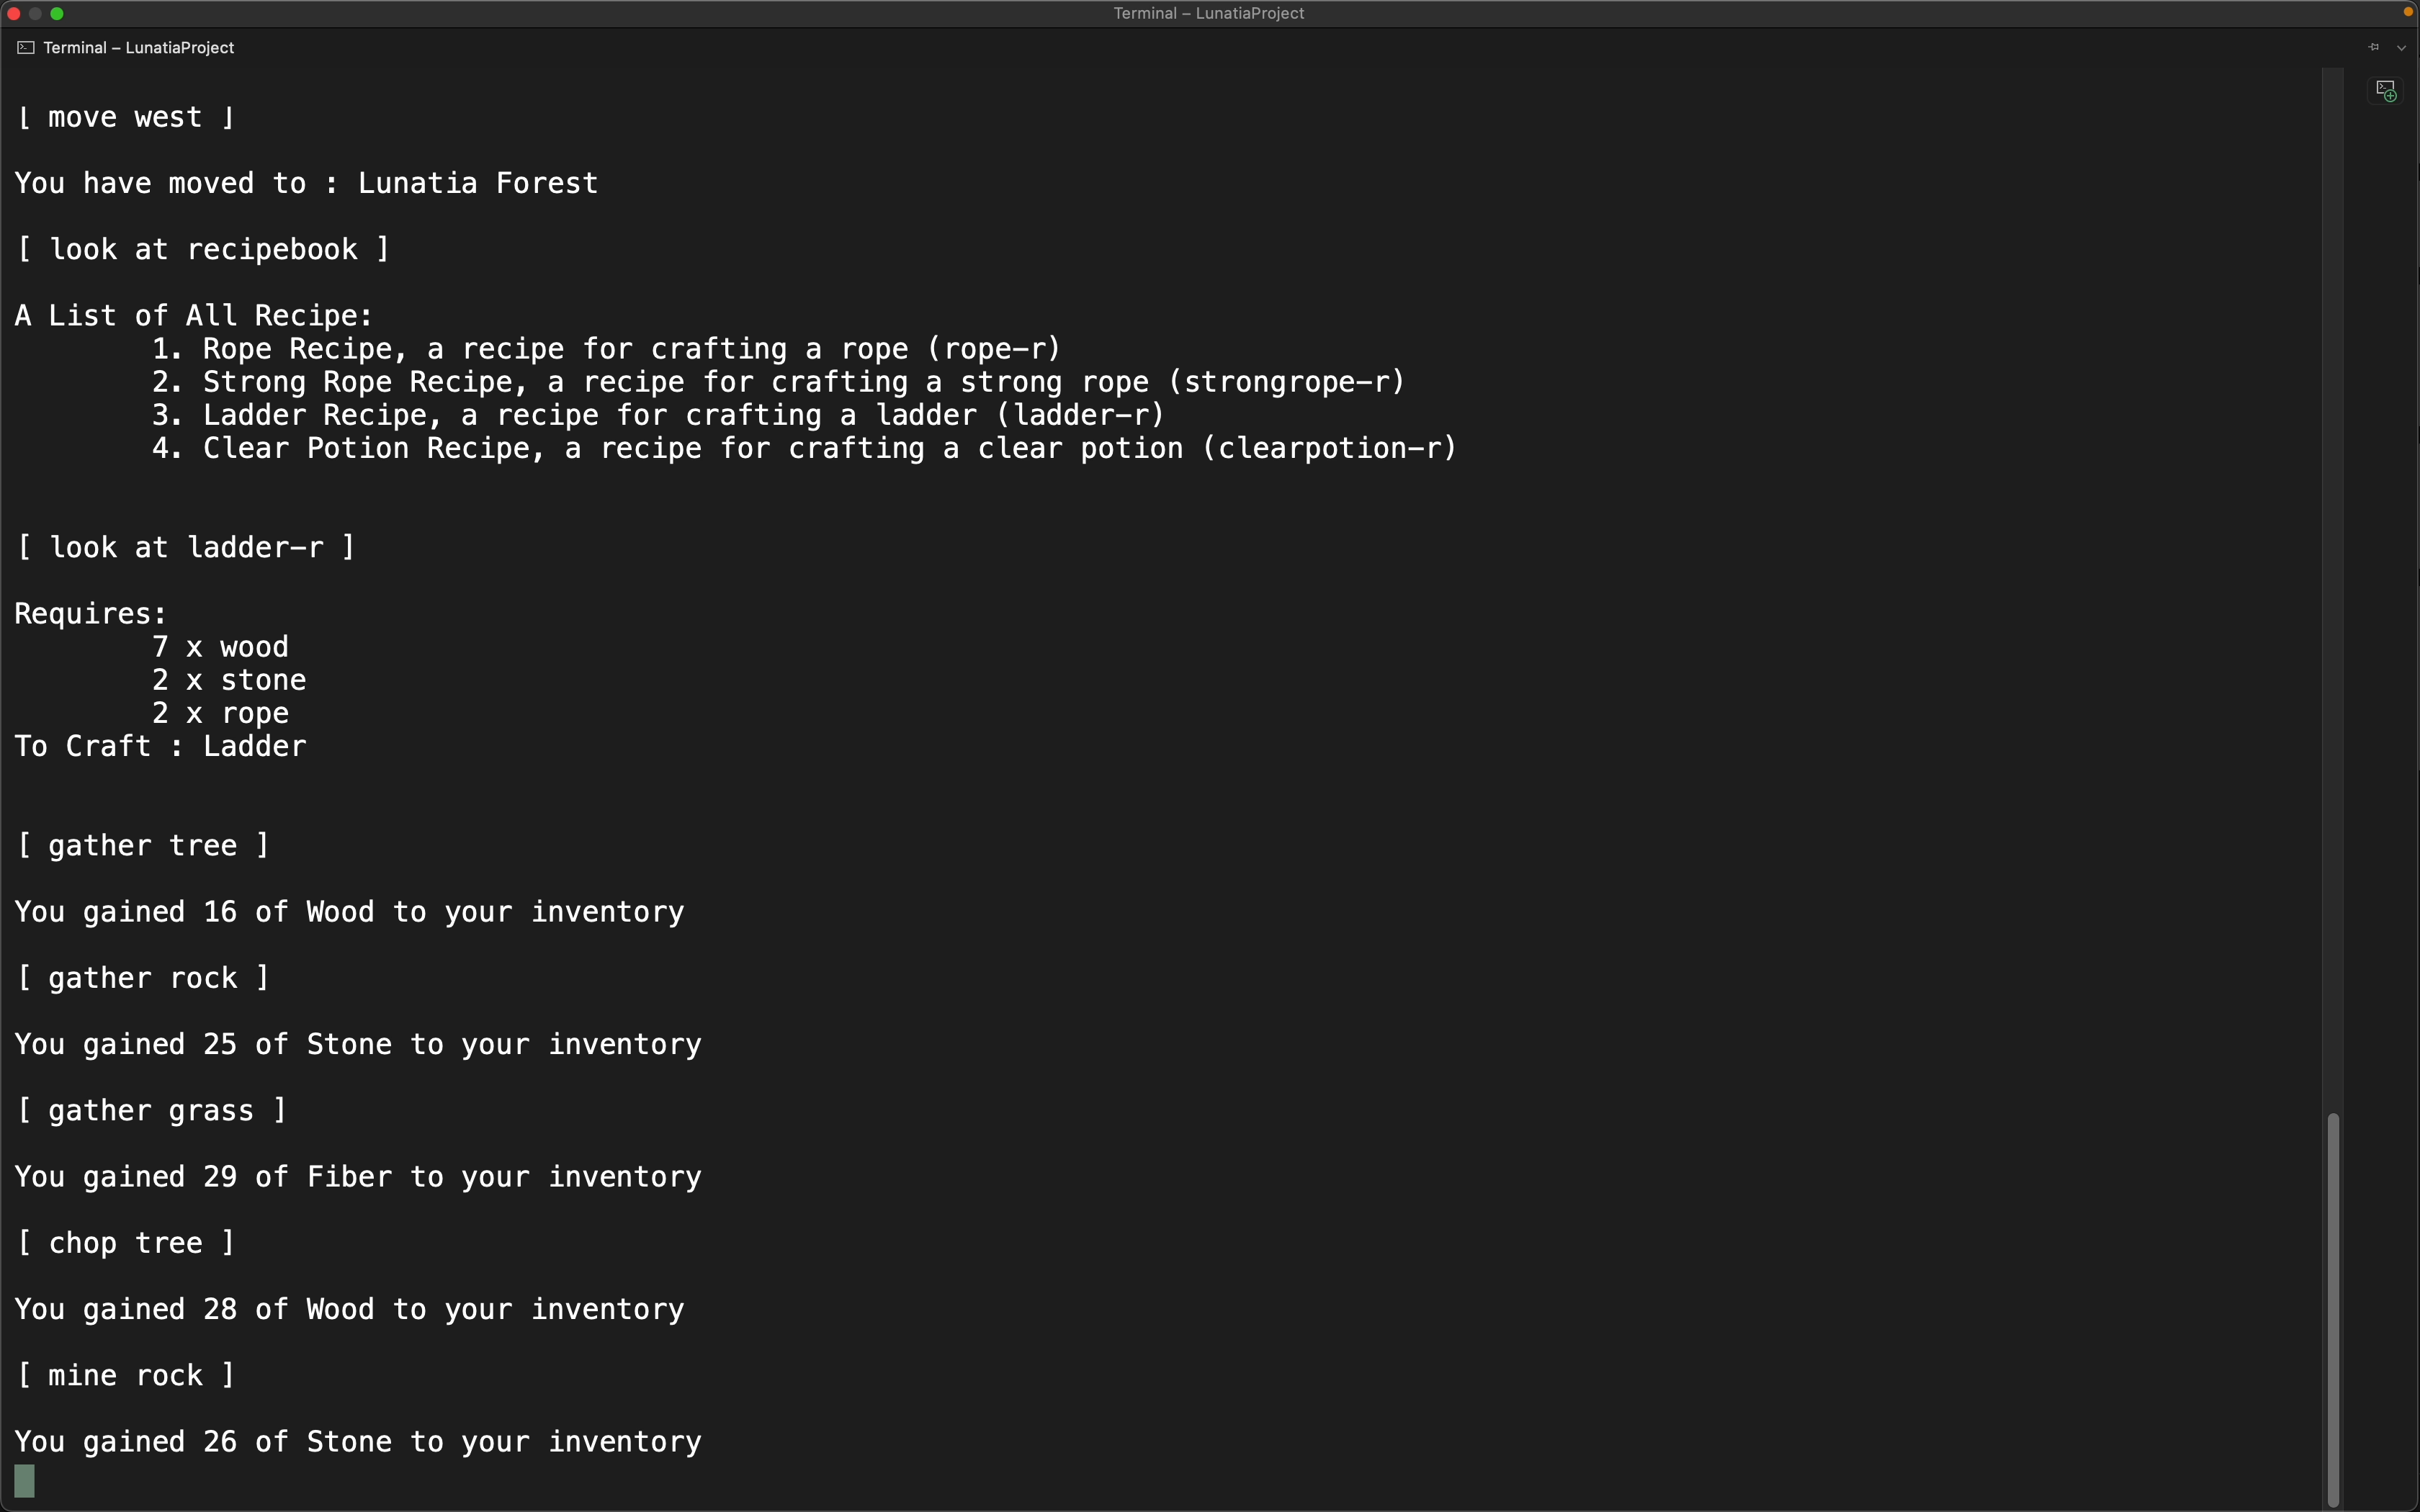 Terminal – LunatiaProject
Terminal – LunatiaProject
[ move west ]
You have moved to : Lunatia Forest
[ look at recipebook ]
A List of All Recipe:
1. Rope Recipe, a recipe for crafting a rope (rope-r)
2. Strong Rope Recipe, a recipe for crafting a strong rope (strongrope-r)
3. Ladder Recipe, a recipe for crafting a ladder (ladder-r)
4. Clear Potion Recipe, a recipe for crafting a clear potion (clearpotion-r)
[ look at ladder-r ]
Requires:
7 x wood
2 x stone
2 x rope
To Craft : Ladder
[ gather tree ]
You gained 16 of Wood to your inventory
[ gather rock ]
You gained 25 of Stone to your inventory
[ gather grass ]
You gained 29 of Fiber to your inventory
[ chop tree ]
You gained 28 of Wood to your inventory
[ mine rock ]
You gained 26 of Stone to your inventory